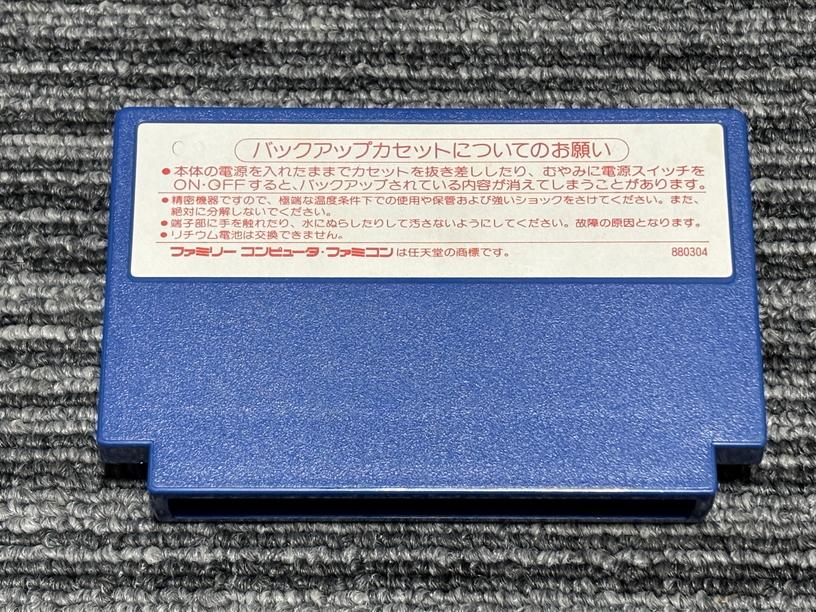 バックアップカセットについてのお願い
●本体の電源を入れたままでカセットを抜き差ししたり、むやみに電源スイッチを
ON・OFFすると、バックアップされている内容が消えてしまうことがあります。
●精密機器ですので、極端な温度条件下での使用や保管および強いショックをさけてください。また、
絶対に分解しないでください。
●端子部に手を触れたり、水にぬらしたりして汚さないようにしてください。故障の原因となります。
●リチウム電池は交換できません。
ファミリー コンピュータ・ファミコンは任天堂の商標です。 880304